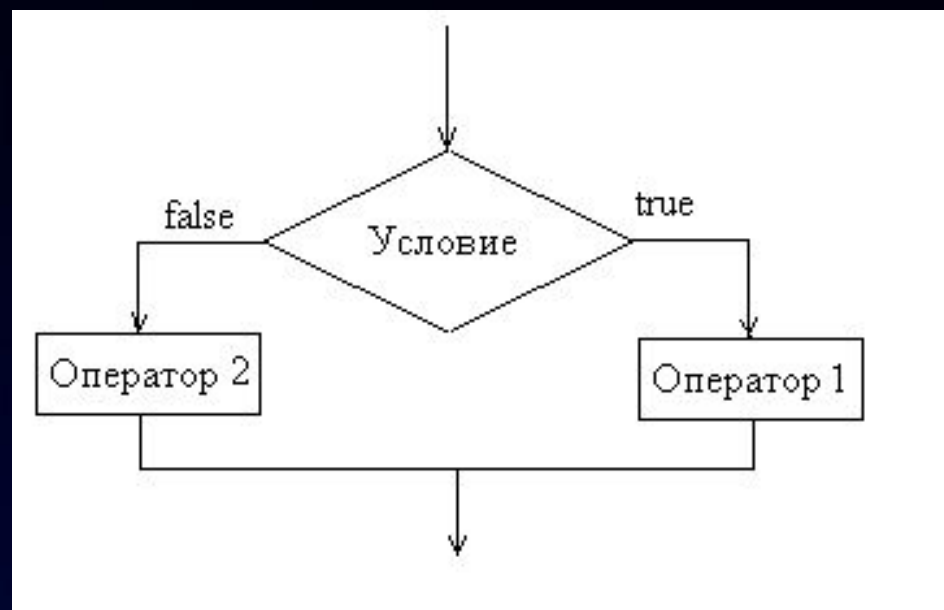 false
true
Условие
Оператор 2
Оператор 1